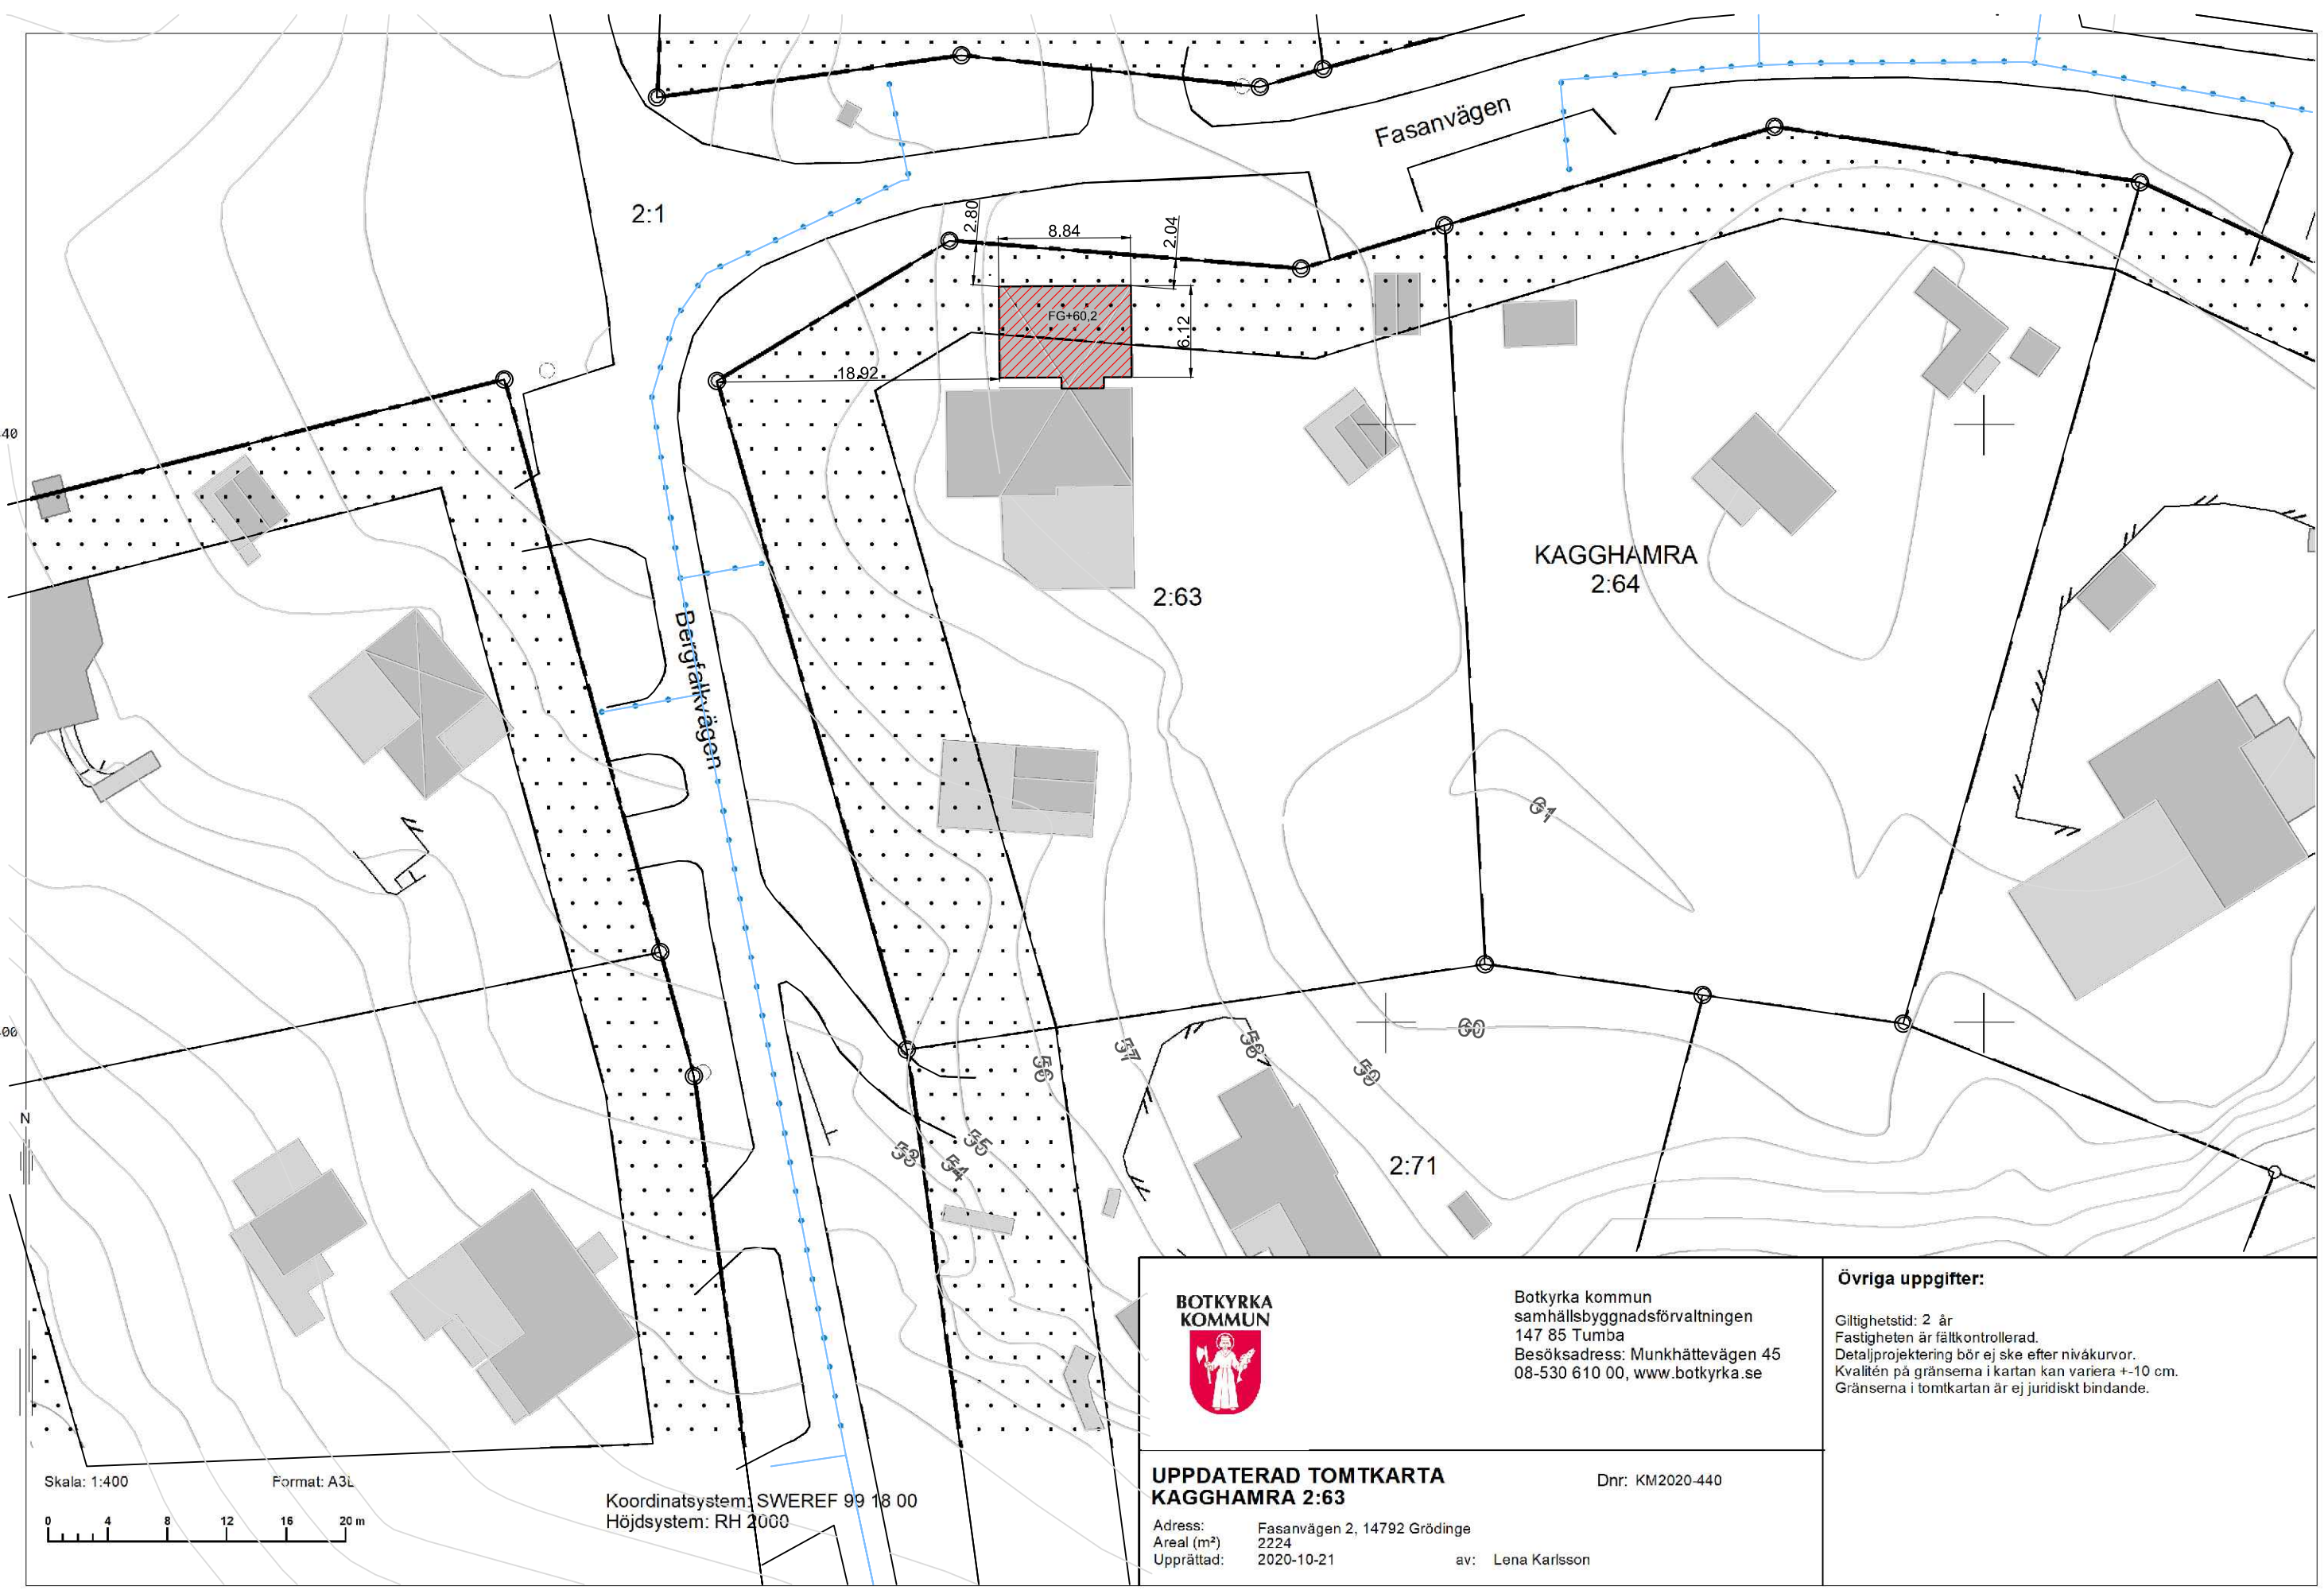 Fasanvägen
2:1
2.80
8.84
2.04
FG+60,2
6.12
18.92
40
KAGGHAMRA
2:64
2:63
Bergfalkvägen
61
60
00
56
57
58
59
N
53
54
55
2:71
BOTKYRKA
KOMMUN
Botkyrka kommun
samhällsbyggnadsförvaltningen
147 85 Tumba
Besöksadress: Munkhättevägen 45
08-530 610 00, www.botkyrka.se
Övriga uppgifter:
Giltighetstid: 2 år
Fastigheten är fältkontrollerad.
Detaljprojektering bör ej ske efter nivåkurvor.
Kvalitén på gränserna i kartan kan variera +-10 cm.
Gränserna i tomtkartan är ej juridiskt bindande.
UPPDATERAD TOMTKARTA
KAGGHAMRA 2:63
Dnr: KM2020-440
Adress: Fasanvägen 2, 14792 Grödinge
Areal (m²) 2224
Upprättad: 2020-10-21 av: Lena Karlsson
Skala: 1:400 Format: A3L
0 4 8 12 16 20 m
Koordinatsystem: SWEREF 99 18 00
Höjdsystem: RH 2000